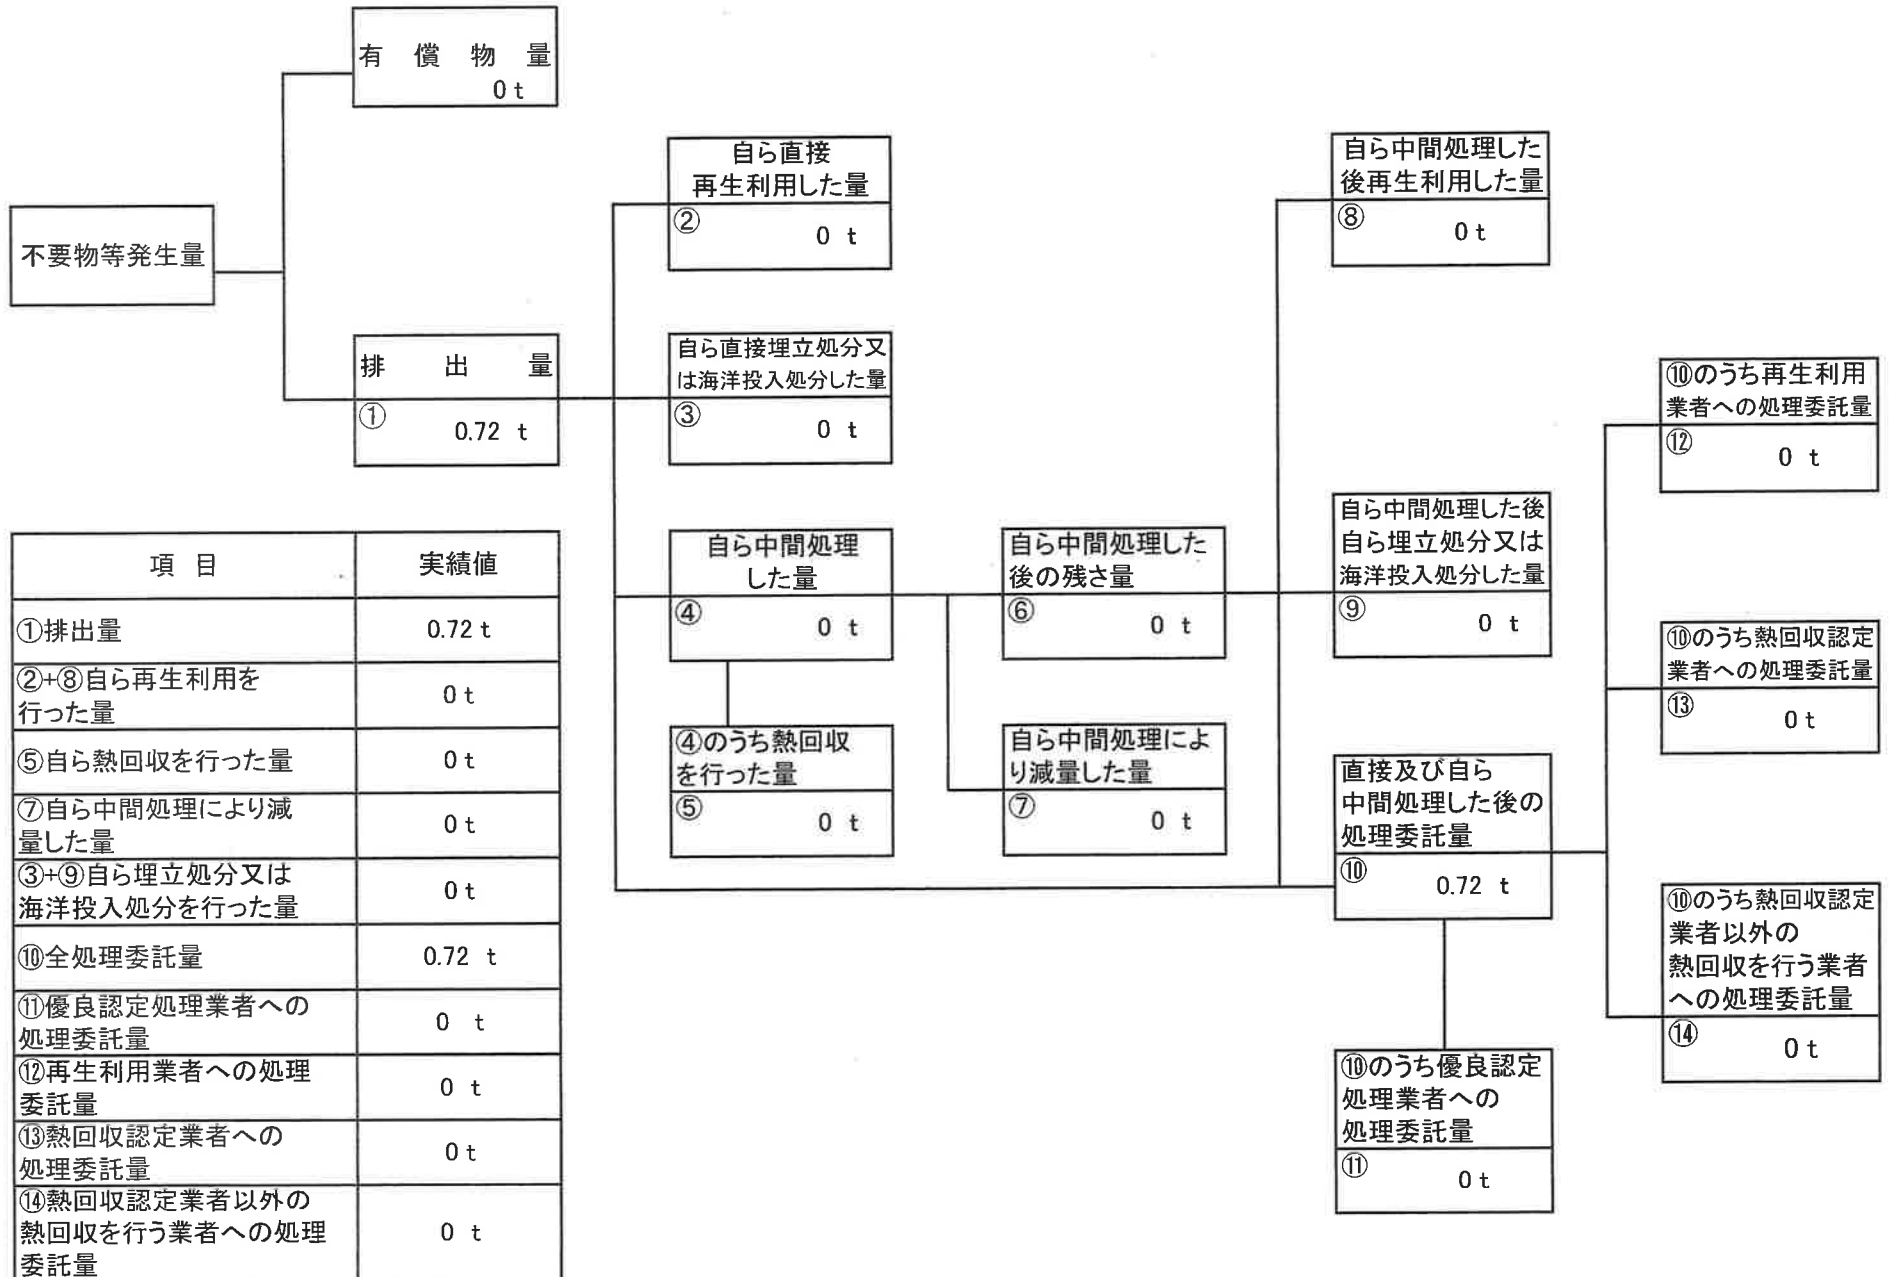 有償物量
0t
不要物等発生量
排出量
①
0.72 t
自ら直接
再生利用した量
②
0 t
自ら直接埋立処分又
は海洋投入処分した量
③
0 t
自ら中間処理
した量
④
0 t
④のうち熱回収
を行った量
⑤
0 t
自ら中間処理した
後の残さ量
⑥
0 t
自ら中間処理によ
り減量した量
⑦
0 t
自ら中間処理した
後再生利用した量
⑧
0t
自ら中間処理した後
自ら埋立処分又は
海洋投入処分した量
⑨
0 t
直接及び自ら
中間処理した後の
処理委託量
⑩
0.72 t
⑩のうち優良認定
処理業者への
処理委託量
⑪
0t
⑩のうち再生利用
業者への処理委託量
⑫
0 t
⑩のうち熱回収認定
業者への処理委託量
⑬
0t
⑩のうち熱回収認定
業者以外の
熱回収を行う業者
への処理委託量
⑭
0t
項目 実績値
①排出量 0.72 t
②+⑧自ら再生利用を
行った量
0t
⑤自ら熱回収を行った量 0t
⑦自ら中間処理により減
量した量
0t
③+⑨自ら埋立処分又は
海洋投入処分を行った量
0t
⑩全処理委託量 0.72 t
⑪優良認定処理業者への
処理委託量
0 t
⑫再生利用業者への処理
委託量
0 t
⑬熱回収認定業者への
処理委託量
0t
⑭熱回収認定業者以外の
熱回収を行う業者への処理
委託量
0 t